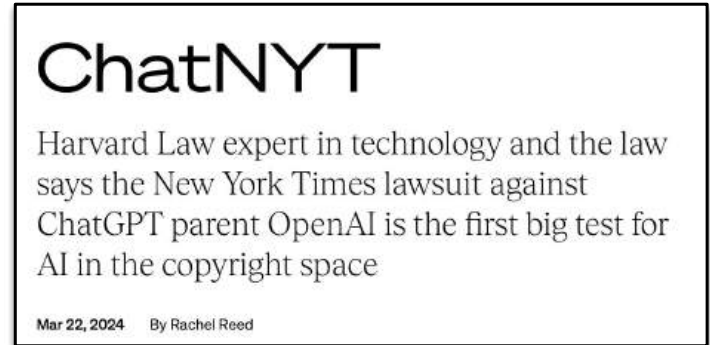 ChatNYT
Harvard Law expert in technology and the law
says the New York Times lawsuit against
ChatGPT parent OpenAI is the first big test for
AI in the copyright space
Mar 22, 2024 By Rachel Reed